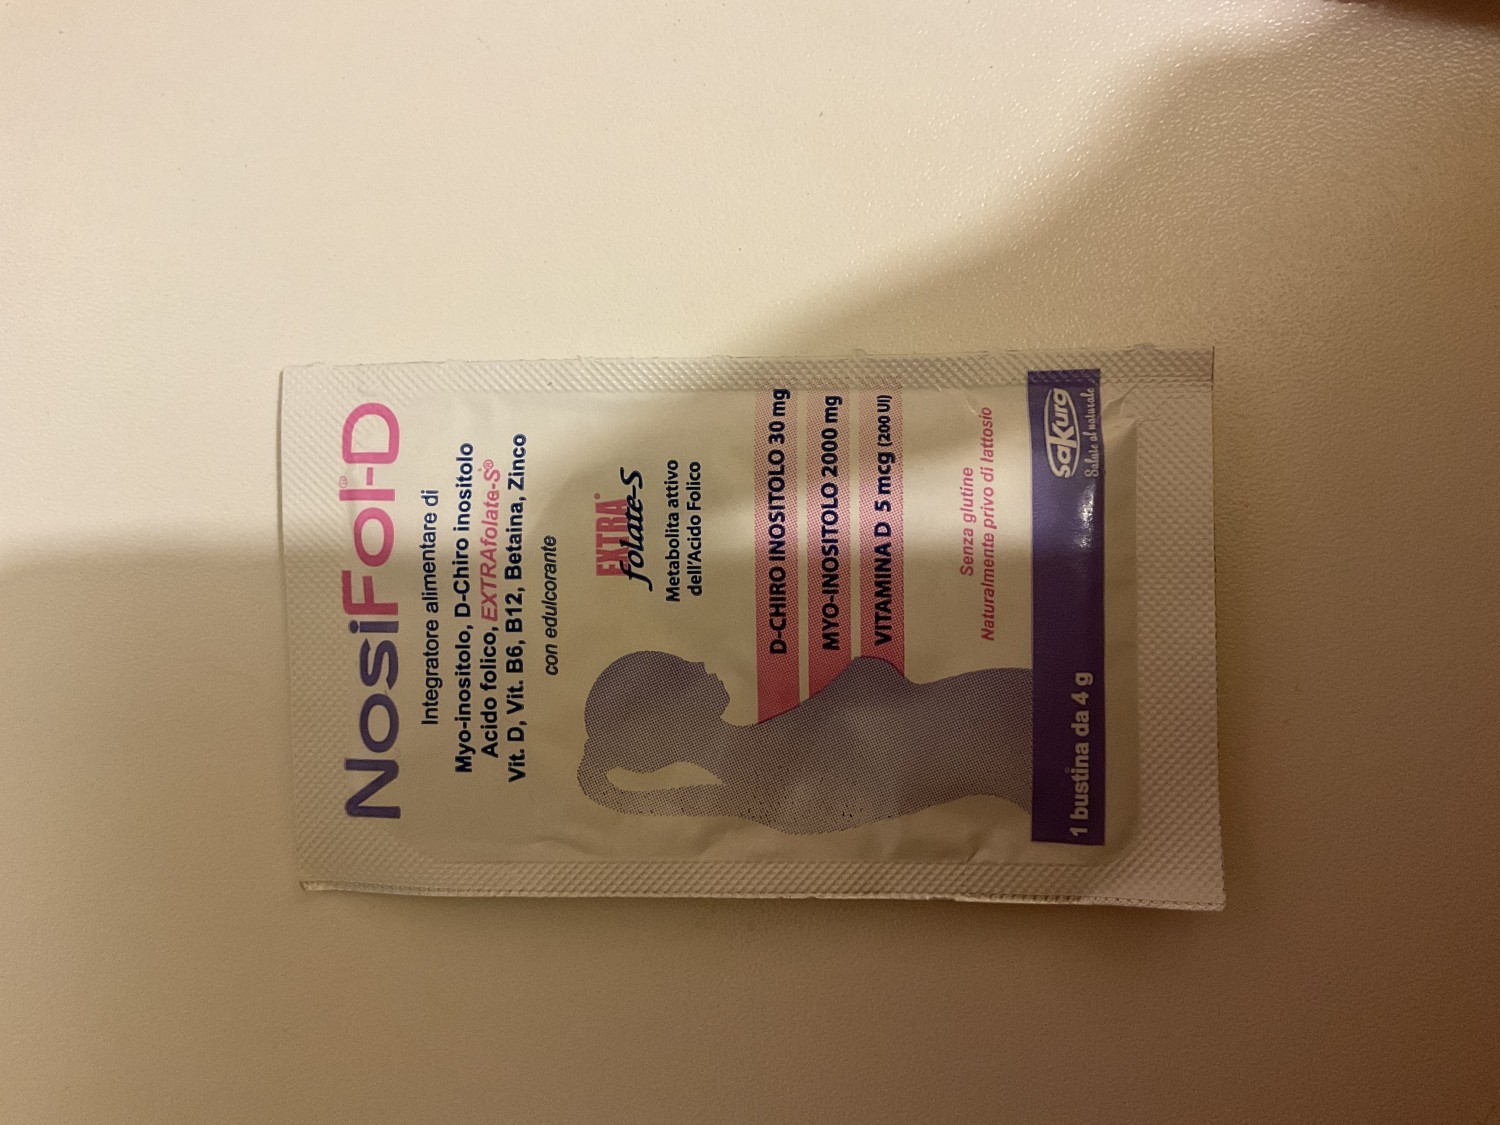 NosiFol®-D
Integratore alimentare di
Myo-inositolo, D-Chiro inositolo
Acido folico, EXTRAfolate-S®
Vit. D, Vit. B6, B12, Betaina, Zinco
con edulcorante
EXTRA®
folate-S
Metabolita attivo
dell'Acido Folico
D-CHIRO INOSITOLO 30 mg
MYO-INOSITOLO 2000 mg
VITAMINA D 5 mcg (200 UI)
Senza glutine
Naturalmente privo di lattosio
1 bustina da 4 g
saKura
Salute al naturale